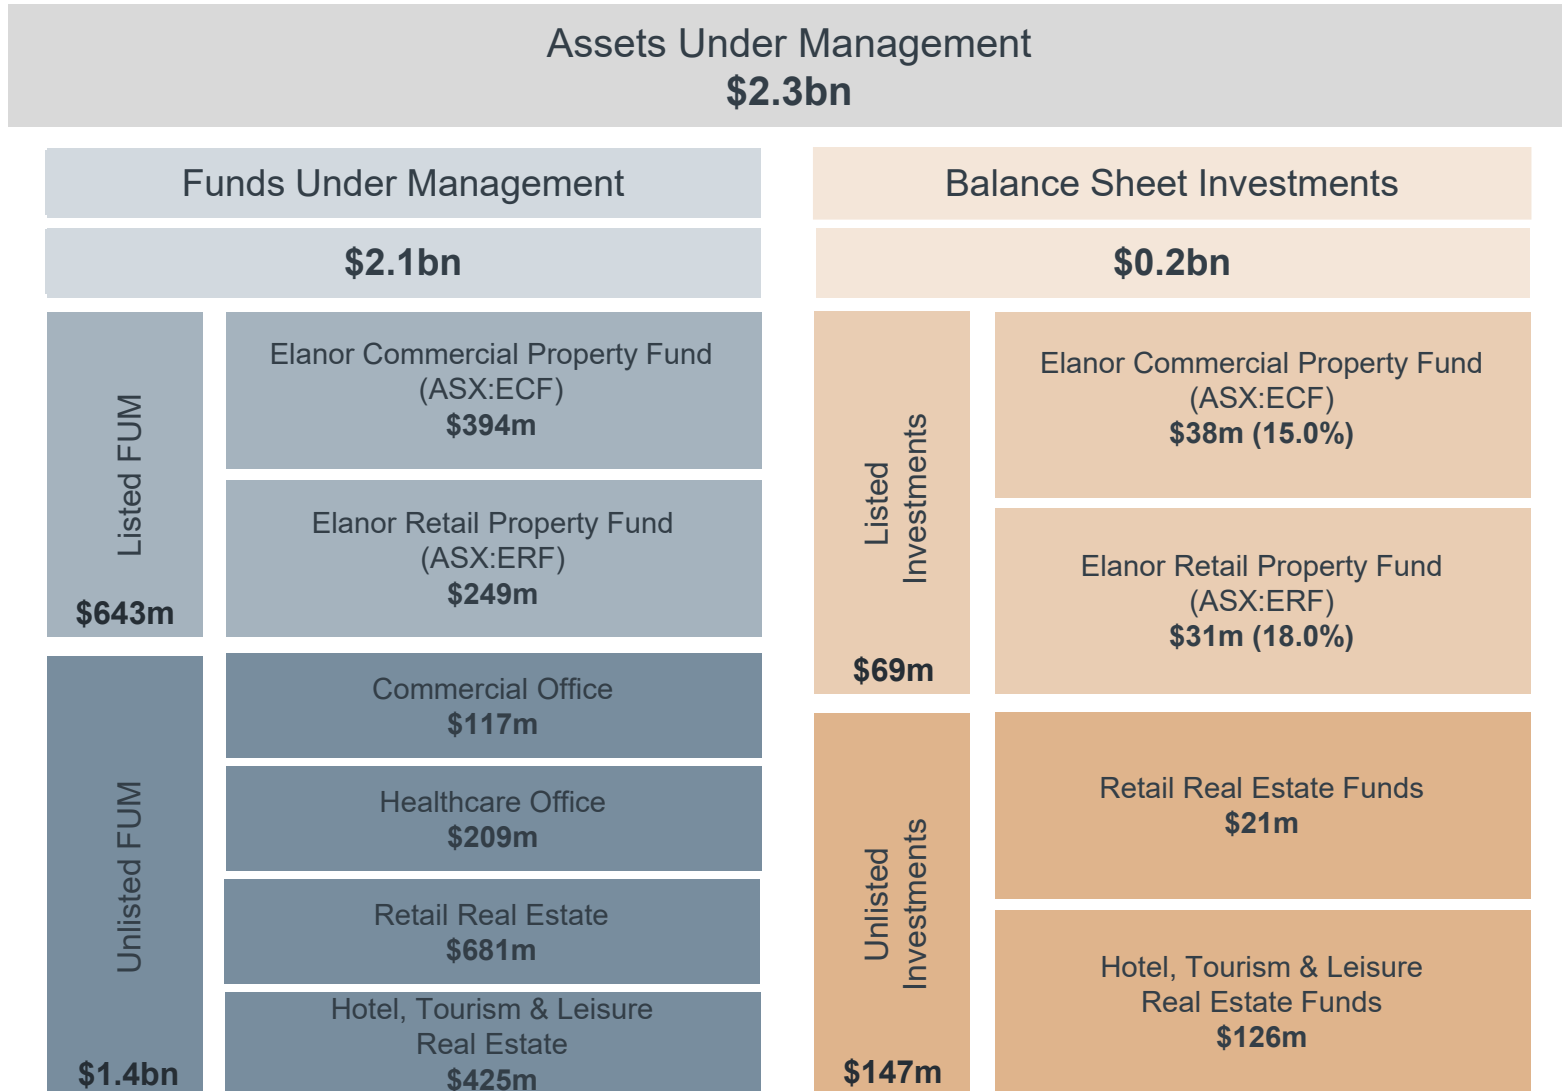 Assets Under Management
$2.3bn
Funds Under Management
$2.1bn
Listed FUM
$643m
Elanor Commercial Property Fund
(ASX:ECF)
$394m
Elanor Retail Property Fund
(ASX:ERF)
$249m
Unlisted FUM
$1.4bn
Commercial Office
$117m
Healthcare Office
$209m
Retail Real Estate
$681m
Hotel, Tourism & Leisure
Real Estate
$425m
Balance Sheet Investments
$0.2bn
Listed
Investments
$69m
Elanor Commercial Property Fund
(ASX:ECF)
$38m (15.0%)
Elanor Retail Property Fund
(ASX:ERF)
$31m (18.0%)
Unlisted
Investments
$147m
Retail Real Estate Funds
$21m
Hotel, Tourism & Leisure
Real Estate Funds
$126m